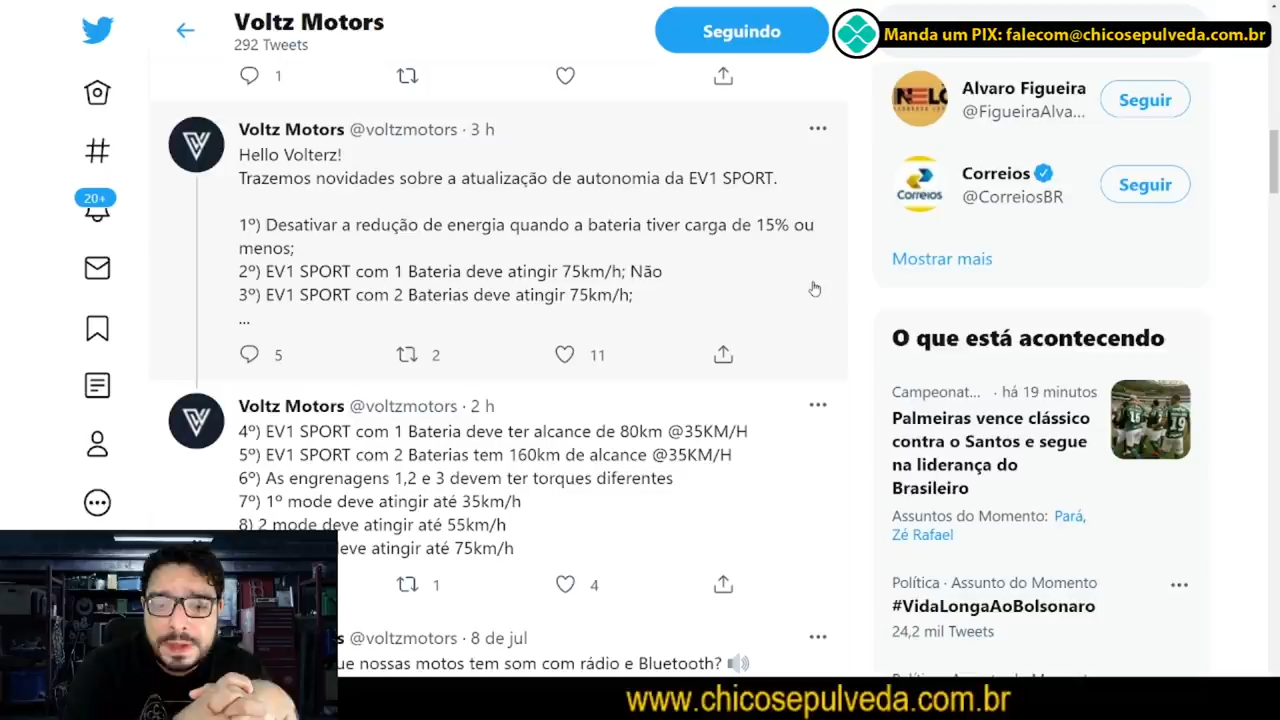 Voltz Motors
292 Tweets
Seguindo
Manda um PIX: falecom@chicosepulveda.com.br
1
Voltz Motors @voltzmotors · 3 h
Hello Volterz!
Trazemos novidades sobre a atualização de autonomia da EV1 SPORT.
1º) Desativar a redução de energia quando a bateria tiver carga de 15% ou
menos;
2º) EV1 SPORT com 1 Bateria deve atingir 75km/h; Não
3º) EV1 SPORT com 2 Baterias deve atingir 75km/h;
...
5 2 11
Voltz Motors @voltzmotors · 2 h
4º) EV1 SPORT com 1 Bateria deve ter alcance de 80km @35KM/H
5º) EV1 SPORT com 2 Baterias tem 160km de alcance @35KM/H
6º) As engrenagens 1,2 e 3 devem ter torques diferentes
7º) 1º mode deve atingir até 35km/h
8) 2 mode deve atingir até 55km/h
eve atingir até 75km/h
1 4
s @voltzmotors · 8 de jul
ue nossas motos tem som com rádio e Bluetooth? 🔊
20+
Alvaro Figueira
@FigueiraAlva...
Seguir
Correios
@CorreiosBR
Seguir
Correios
Mostrar mais
O que está acontecendo
Campeonat... · há 19 minutos
Palmeiras vence clássico
contra o Santos e segue
na liderança do
Brasileiro
Assuntos do Momento: Pará,
Zé Rafael
Política · Assunto do Momento
#VidaLongaAoBolsonaro
24,2 mil Tweets
www.chicosepulveda.com.br